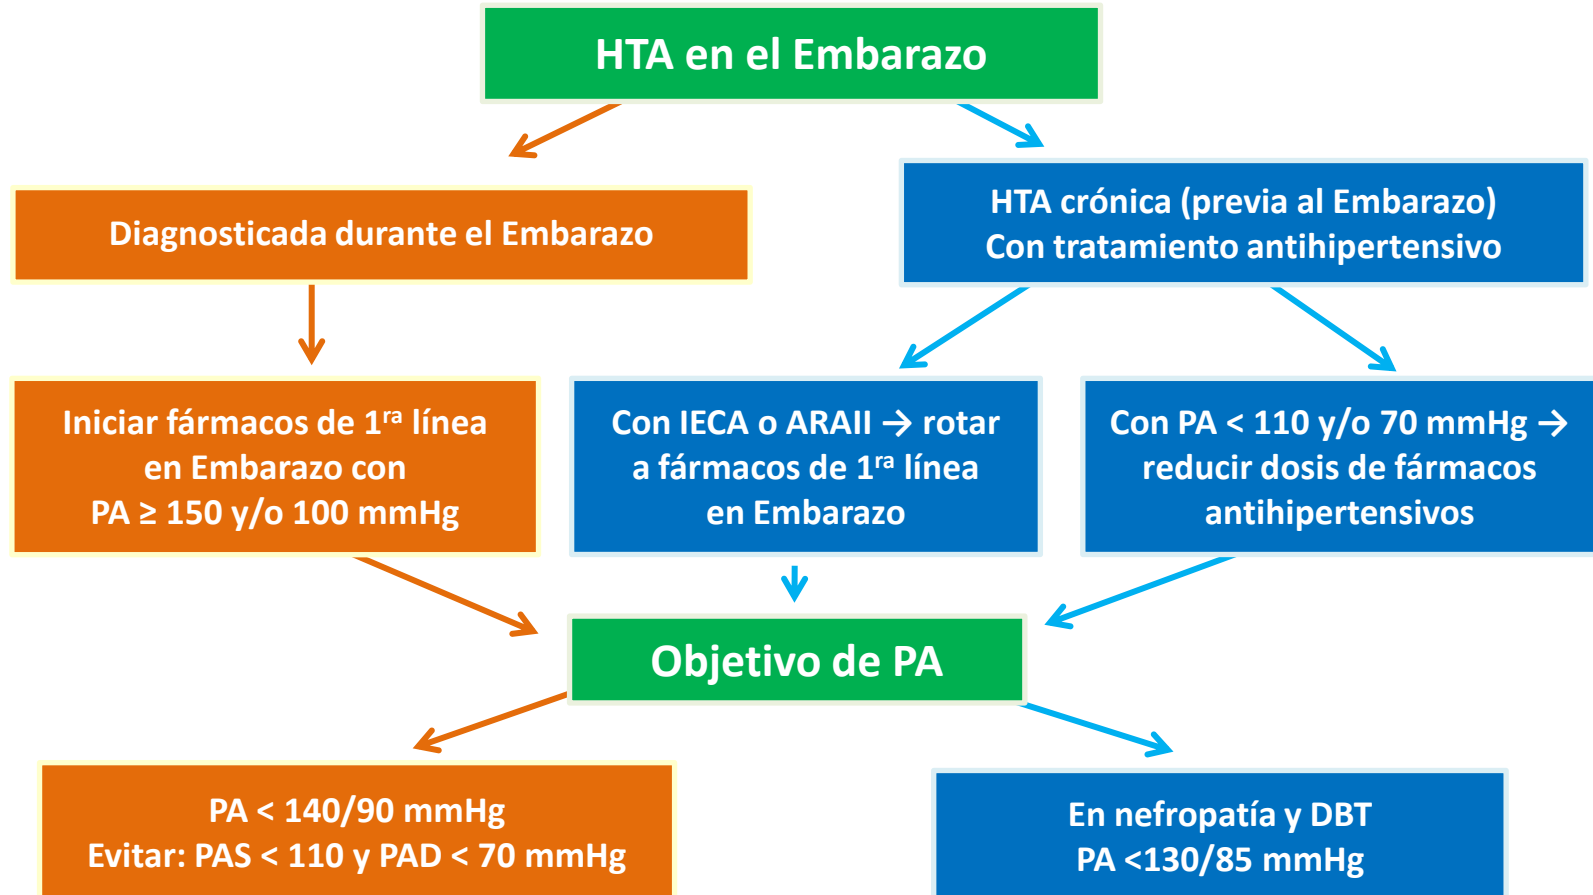 HTA en el Embarazo
Diagnosticada durante el Embarazo
HTA crónica (previa al Embarazo)
Con tratamiento antihipertensivo
Iniciar fármacos de 1ra línea
en Embarazo con
PA ≥ 150 y/o 100 mmHg
Con IECA o ARAII → rotar
a fármacos de 1ra línea
en Embarazo
Con PA < 110 y/o 70 mmHg →
reducir dosis de fármacos
antihipertensivos
Objetivo de PA
PA < 140/90 mmHg
Evitar: PAS < 110 y PAD < 70 mmHg
En nefropatía y DBT
PA <130/85 mmHg